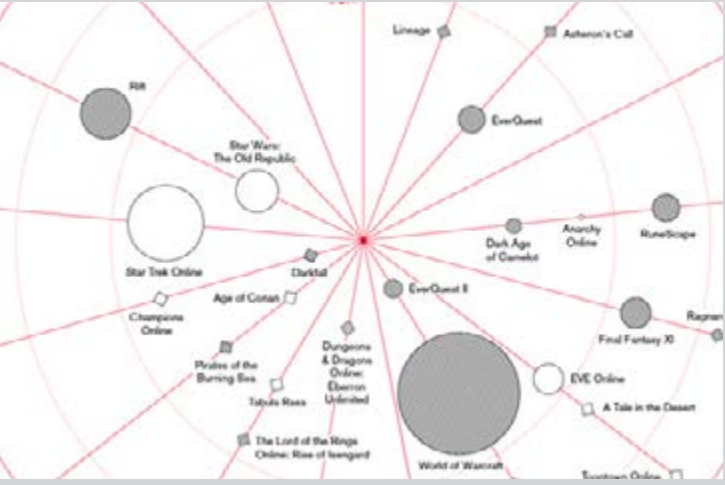 Lineage
Asheron's Call
Rift
EverQuest
Star Wars:
The Old Republic
RuneScape
Anarchy
Online
Dark Age
of Camelot
Star Trek Online
Darkfall
Age of Conan
EverQuest II
Champions
Online
Ragnar
Final Fantasy XI
Dungeons
& Dragons
Online:
Eberron
Unlimited
Pirates of the
Burning Sea
EVE Online
Tabula Rasa
A Tale in the Desert
The Lord of the Rings
Online: Rise of Isengard
World of Warcraft
Toontown Online